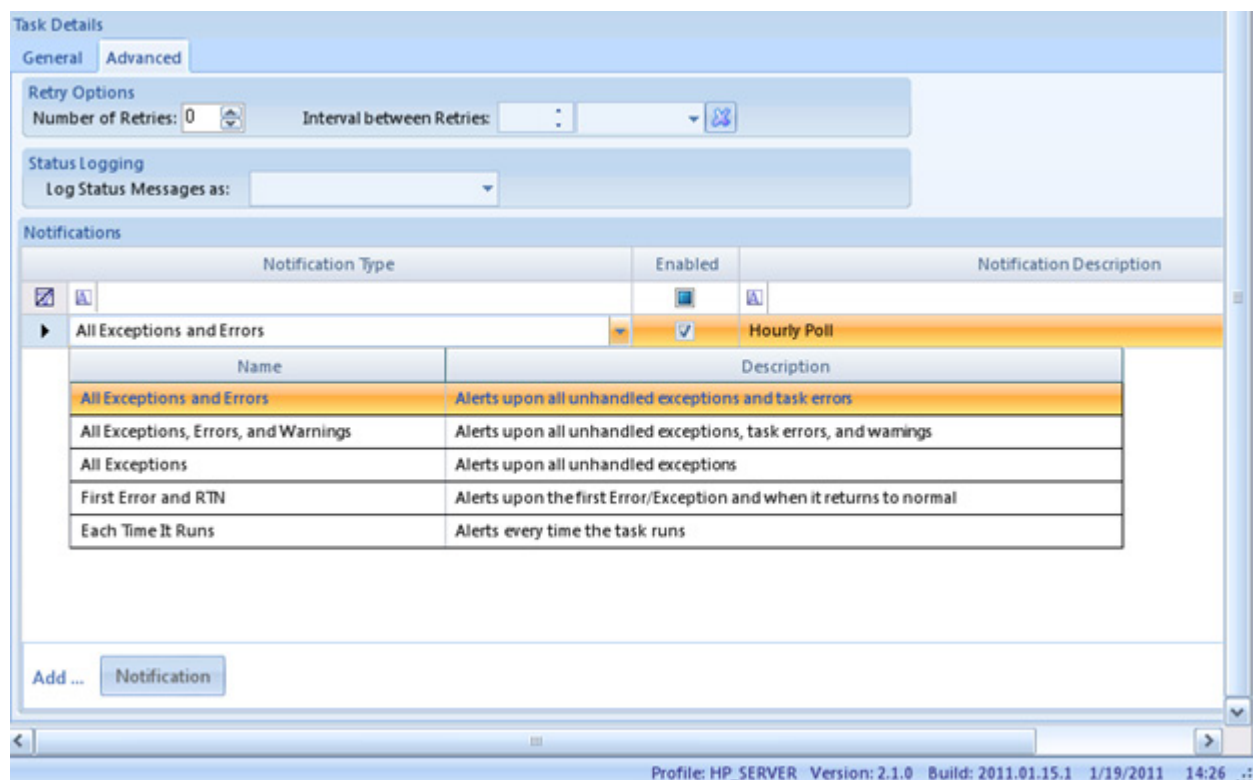 Task Details
General Advanced
Retry Options
Number of Retries: 0 Interval between Retries:
Status Logging
Log Status Messages as:
Notifications
Notification Type Enabled Notification Description
A A
All Exceptions and Errors Hourly Poll
Name Description
All Exceptions and Errors Alerts upon all unhandled exceptions and task errors
All Exceptions, Errors, and Warnings Alerts upon all unhandled exceptions, task errors, and warnings
All Exceptions Alerts upon all unhandled exceptions
First Error and RTN Alerts upon the first Error/Exception and when it returns to normal
Each Time It Runs Alerts every time the task runs
Add ... Notification
Profile: HP_SERVER Version: 2.1.0 Build: 2011.01.15.1 1/19/2011 14:26